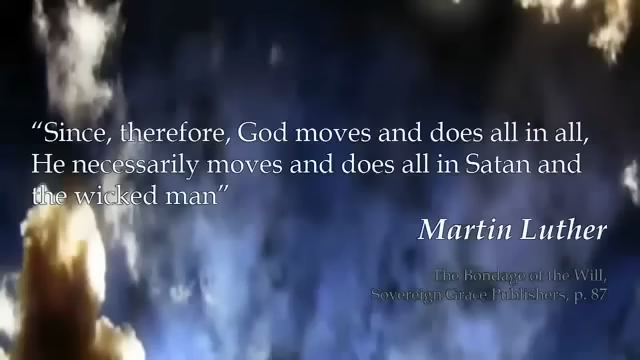 “Since, therefore, God moves and does all in all,
He necessarily moves and does all in Satan and
the wicked man”
Martin Luther
The Bondage of the Will,
Sovereign Grace Publishers, p. 87